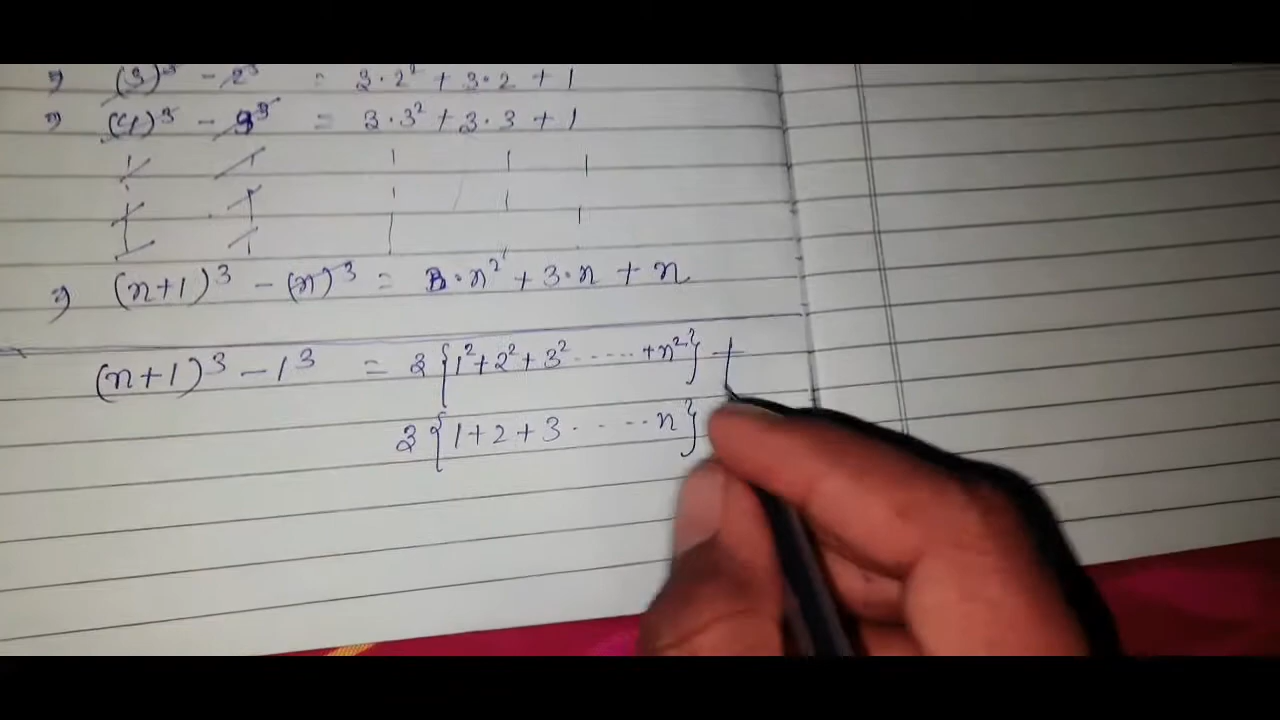 ⇒ (3)³ - 2³ = 3·2² + 3·2 + 1
⇒ (4)³ - 3³ = 3·3² + 3·3 + 1
⇒ (n+1)³ - (n)³ = 3·n² + 3·n + n
(n+1)³ - 1³ = 3{1²+2²+3² ..... +n²} +
3{1+2+3. .... n}